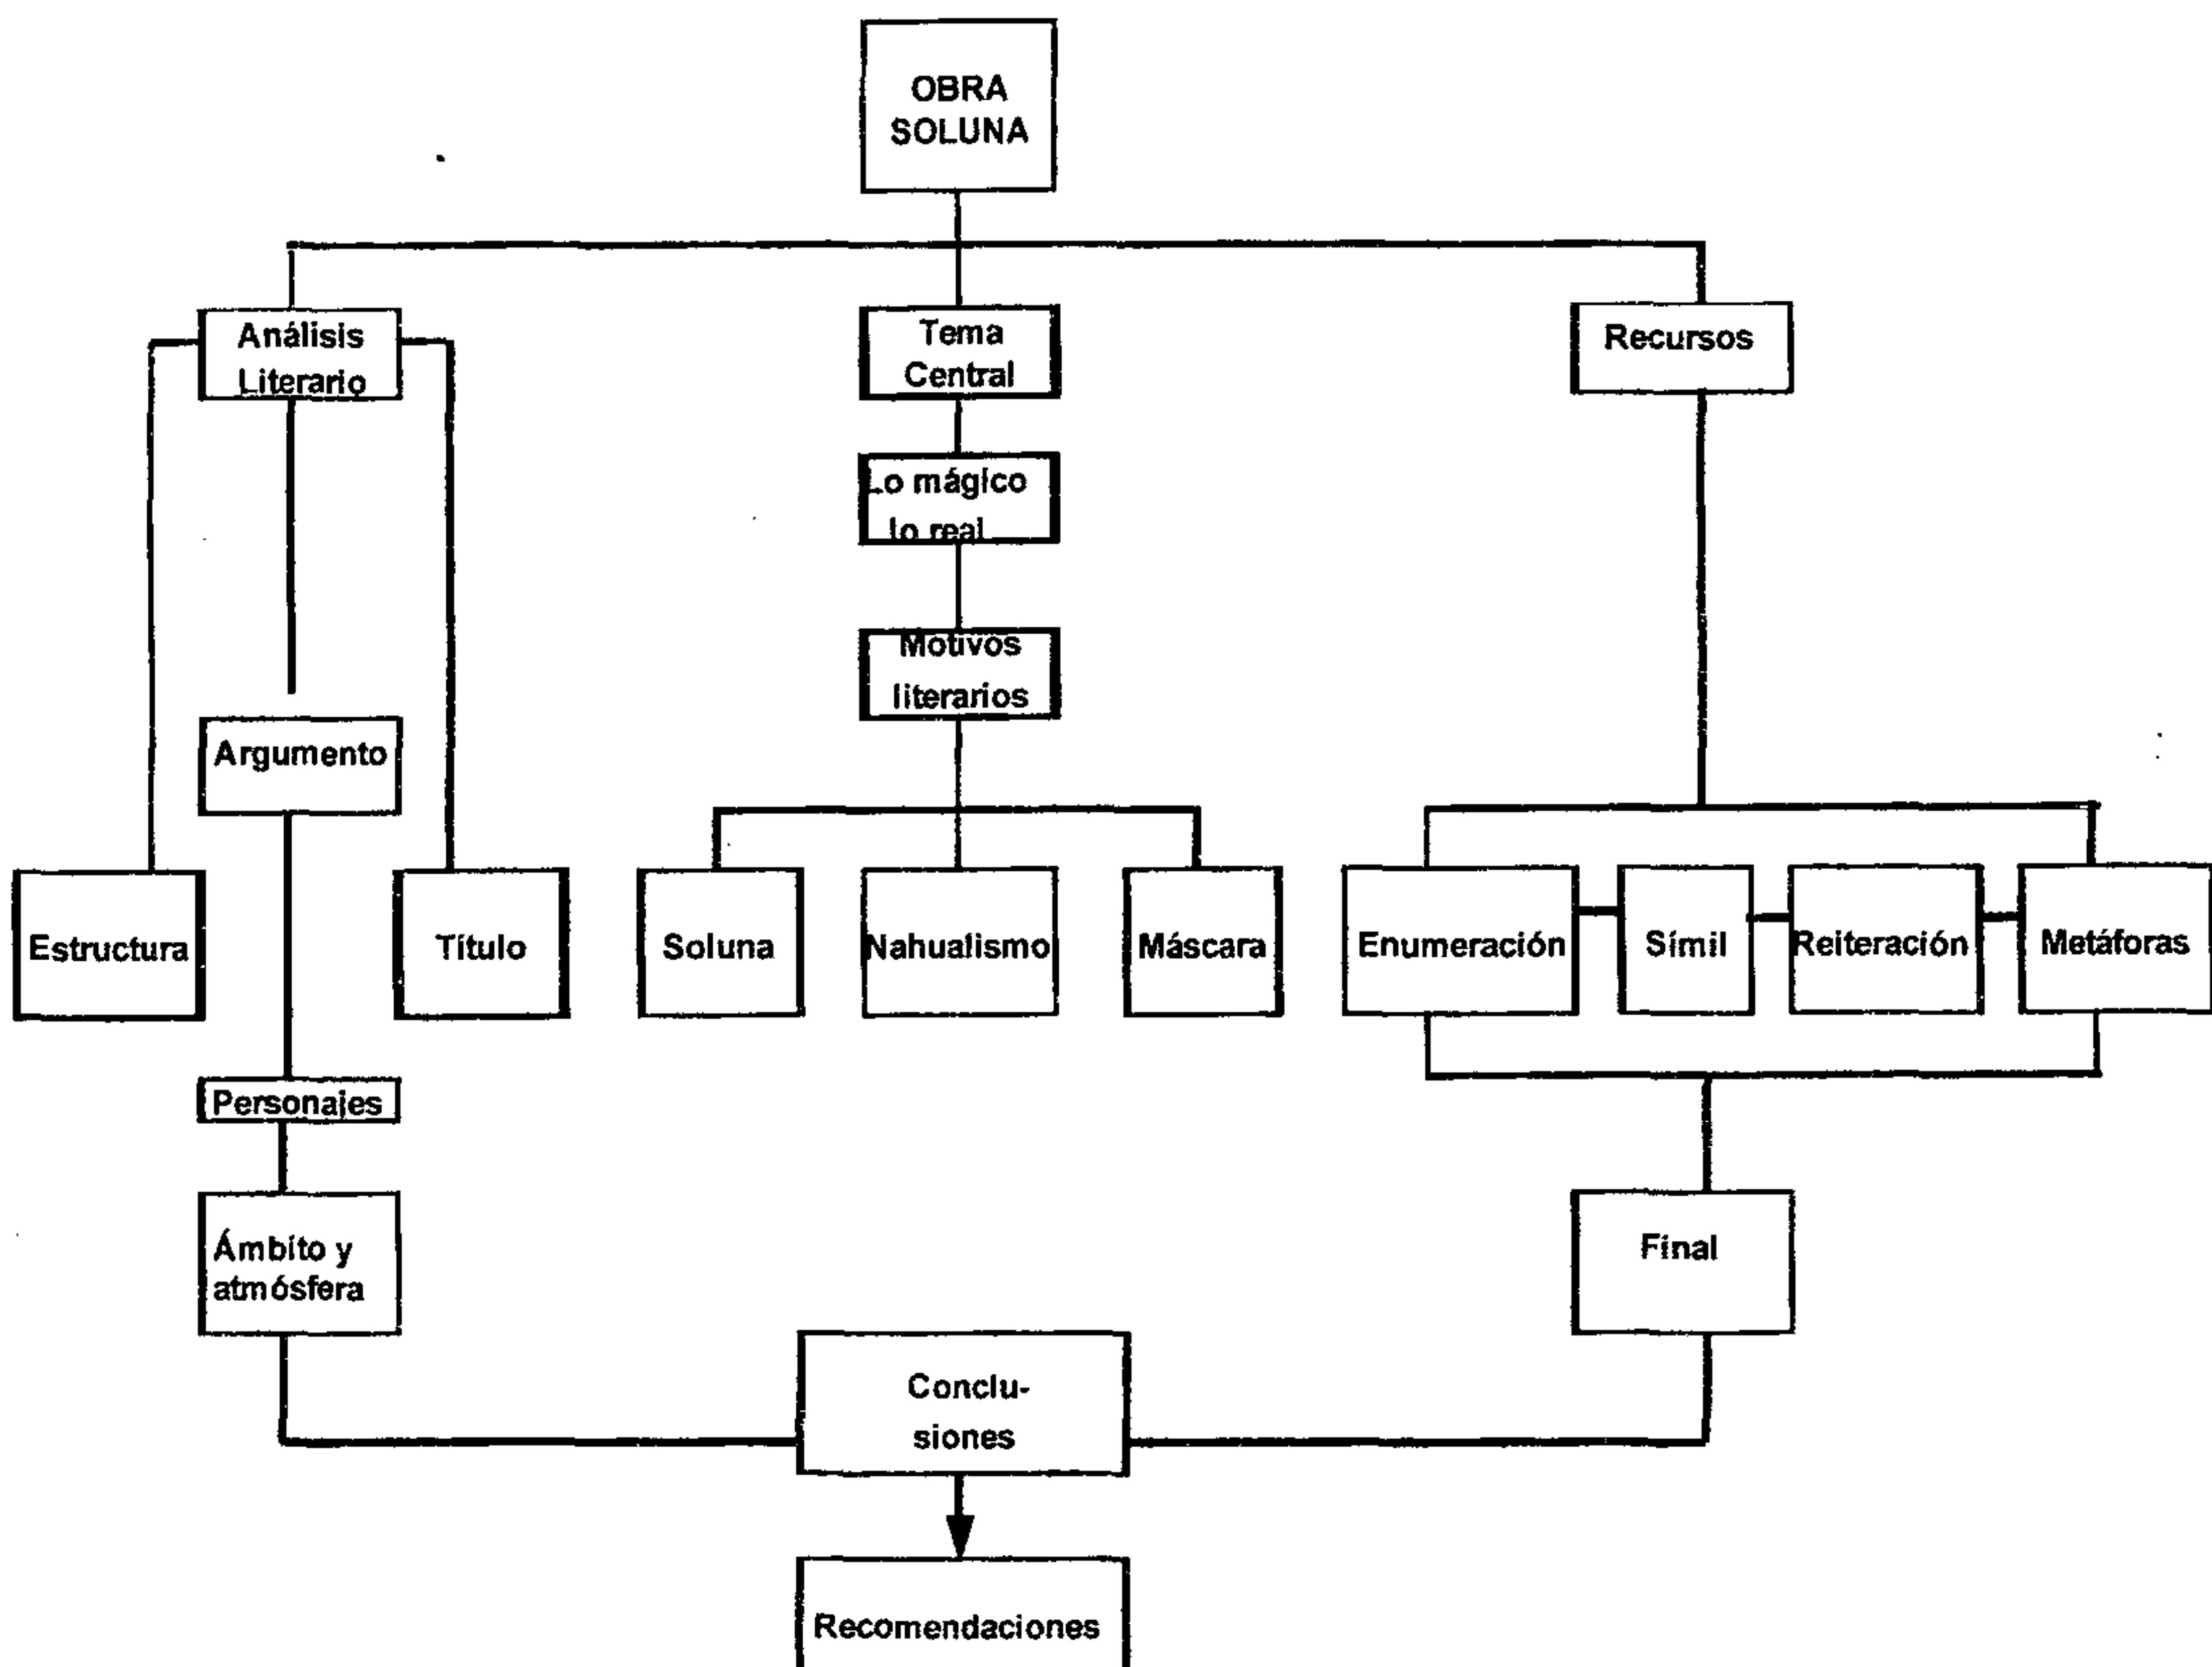 OBRA
SOLUNA
Análisis
Literario
Tema
Central
Recursos
Lo mágico
lo real
Motivos
literarios
Argumento
Estructura
Título
Soluna
Nahualismo
Máscara
Enumeración
Símil
Reiteración
Metáforas
Personajes
Ámbito y
atmósfera
Final
Conclu-
siones
Recomendaciones